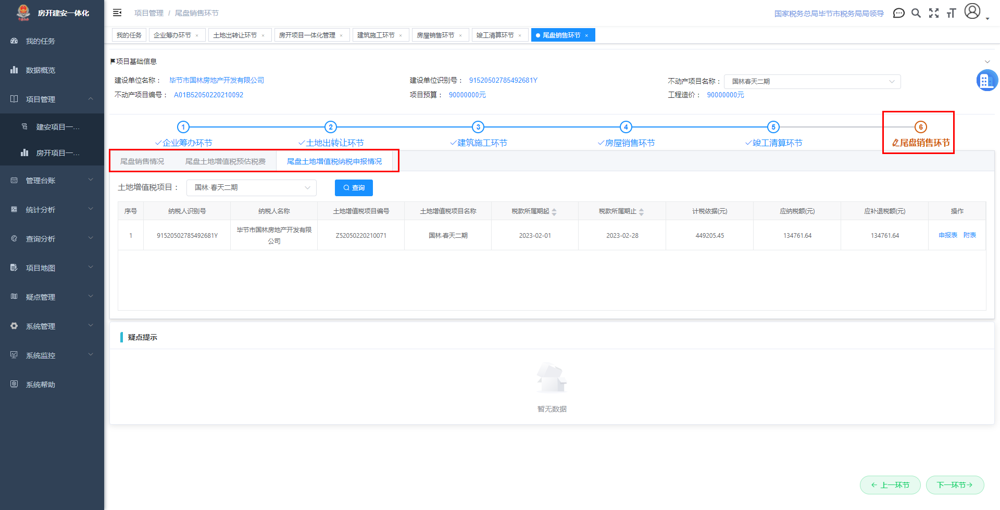 房开建安一体化
我的任务
数据概览
项目管理
建安项目一…
房开项目一…
管理台账
统计分析
查询分析
项目地图
疑点管理
系统管理
系统监控
系统帮助
项目管理 / 尾盘销售环节
国家税务总局毕节市税务局局领导
我的任务 企业筹办环节 × 土地出转让环节 × 房开项目一体化管理 × 建筑施工环节 × 房屋销售环节 × 竣工清算环节 × 尾盘销售环节 ×
项目基础信息
建设单位名称： 毕节市国林房地产开发有限公司 建设单位识别号： 91520502785492681Y 不动产项目名称： 国林春天二期
不动产项目编号： A01B52050220210092 项目预算： 90000000元 工程造价： 90000000元
1 2 3 4 5 6
企业筹办环节 土地出转让环节 建筑施工环节 房屋销售环节 竣工清算环节 尾盘销售环节
尾盘销售情况 尾盘土地增值税预估税费 尾盘土地增值税纳税申报情况
土地增值税项目： 国林·春天二期 查询
序号 纳税人识别号 纳税人名称 土地增值税项目编号 土地增值税项目名称 税款所属期起 税款所属期止 计税依据(元) 应纳税额(元) 应补退税额(元) 操作
1 91520502785492681Y 毕节市国林房地产开发有限公司 Z52050220210071 国林·春天二期 2023-02-01 2023-02-28 449205.45 134761.64 134761.64 申报表 附表
疑点提示
暂无数据
上一环节 下一环节